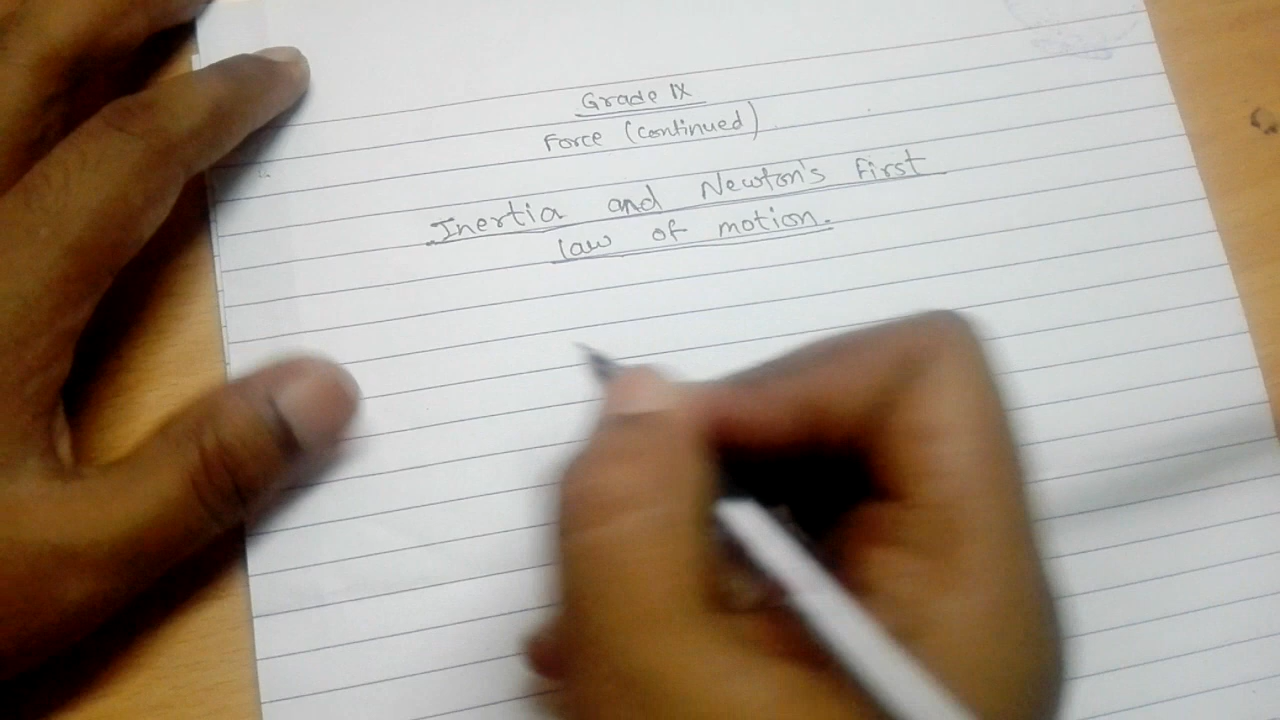 Grade IX
Force (continued)
Inertia and Newton's first
law of motion.